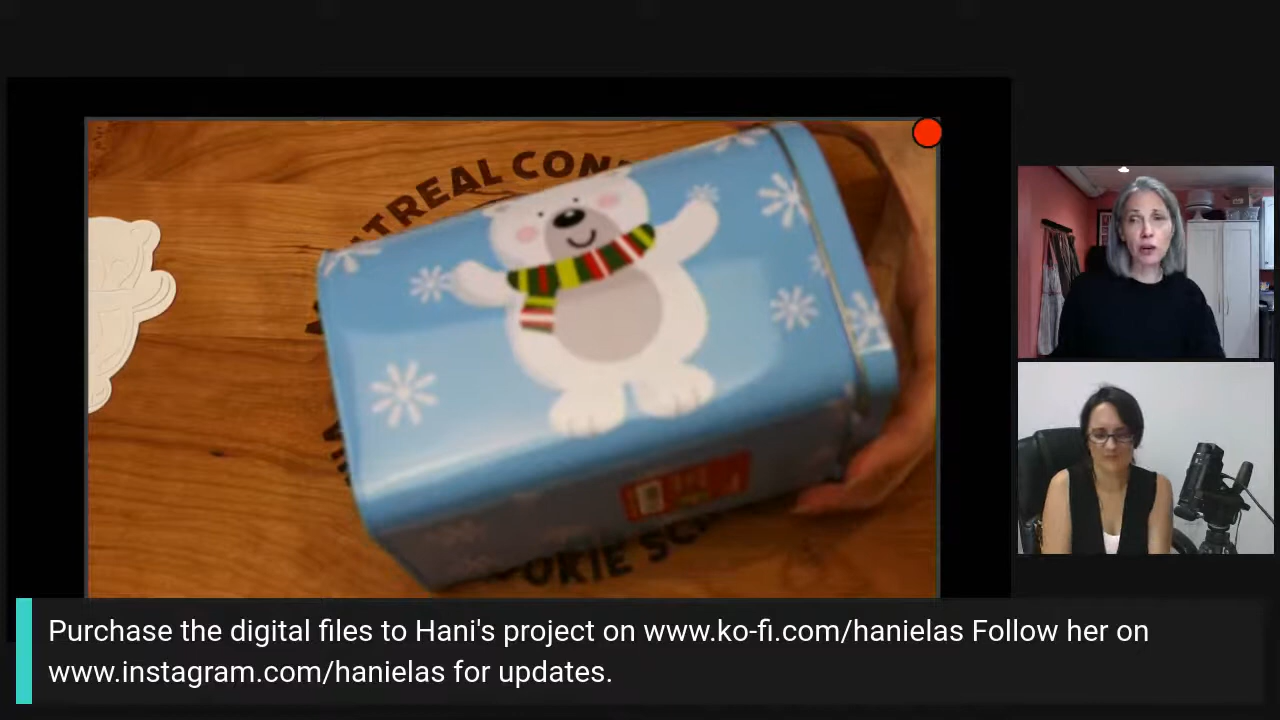 TREAL CON
OKIE SC
Purchase the digital files to Hani's project on www.ko-fi.com/hanielas Follow her on
www.instagram.com/hanielas for updates.